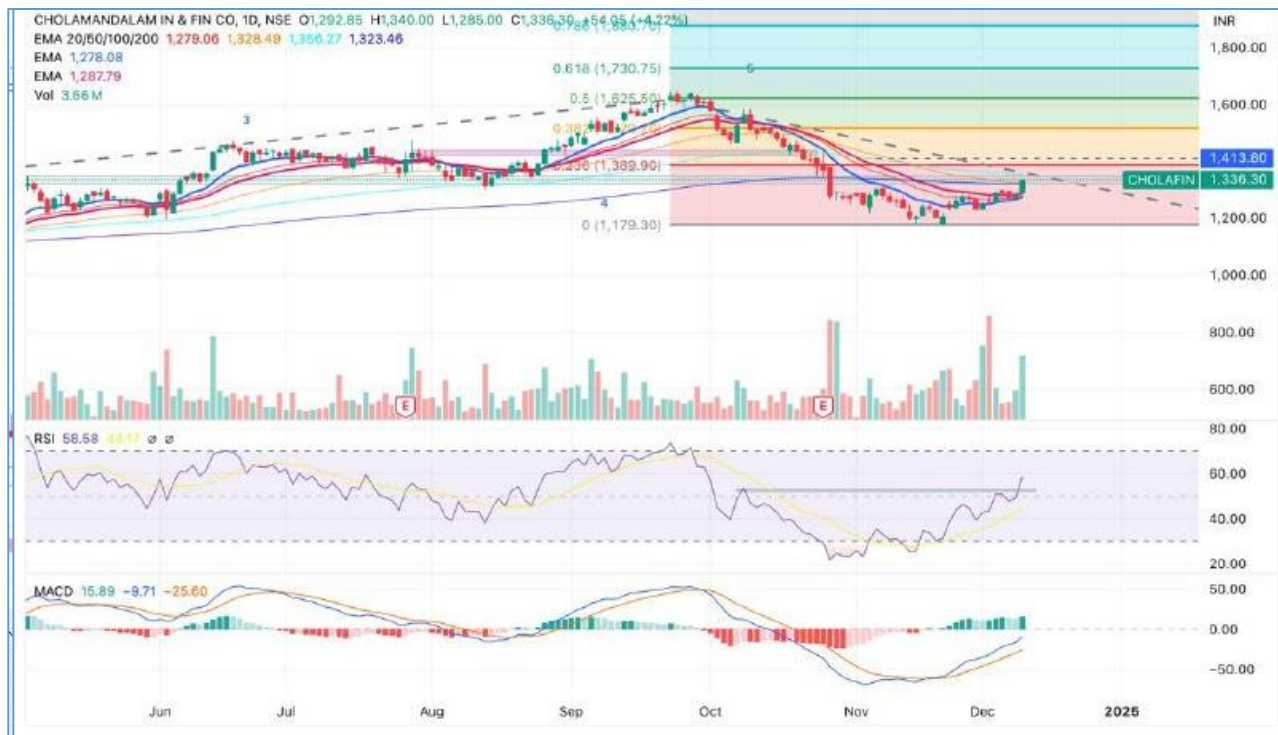 CHOLAMANDALAM IN & FIN CO, 1D, NSE O1,292.85 H1,340.00 L1,285.00 C1,336.30 +54.05 (+4.22%)
INR
EMA 20/50/100/200 1,279.06 1,328.49 1,356.27 1,323.46
EMA 1,278.08
EMA 1,287.79
Vol 3.66 M
1,800.00
0.618 (1,730.75)
5
0.5 (1,625.50)
1,600.00
3
0.236 (1,389.90)
1,413.80
CHOLAFIN 1,336.30
4
0 (1,179.30)
1,200.00
1,000.00
800.00
600.00
E
E
RSI 58.58 44.17 ø ø
80.00
60.00
40.00
20.00
MACD 15.89 −9.71 −25.60
50.00
0.00
−50.00
Jun Jul Aug Sep Oct Nov Dec 2025